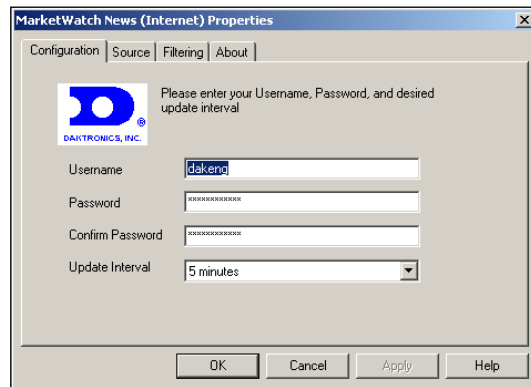 MarketWatch News (Internet) Properties
Configuration Source Filtering About
Please enter your Username, Password, and desired
update interval
DAKTRONICS, INC.
Username dakeng
Password ************
Confirm Password ************
Update Interval 5 minutes
OK Cancel Apply Help